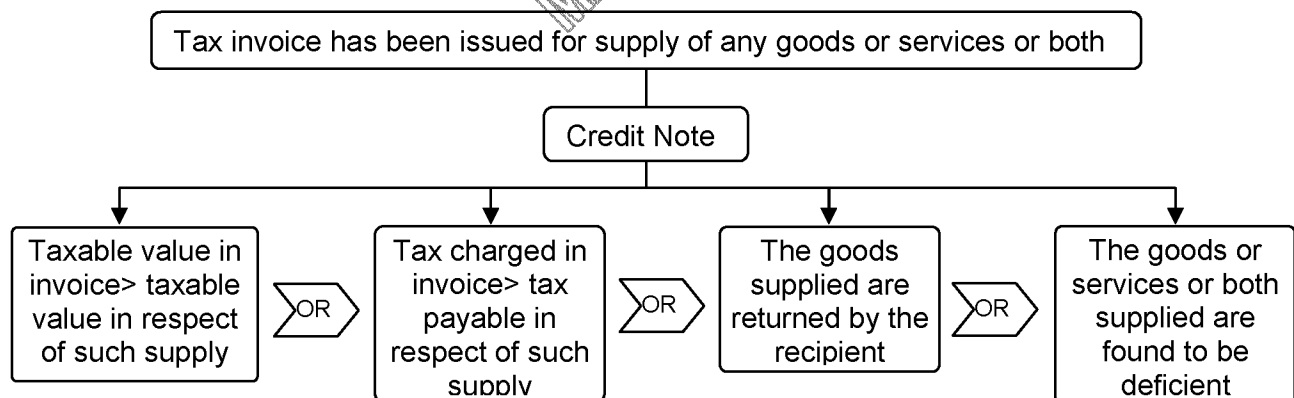 Tax invoice has been issued for supply of any goods or services or both
Credit Note
Taxable value in
invoice> taxable
value in respect
of such supply
OR
Tax charged in
invoice> tax
payable in
respect of such
supply
OR
The goods
supplied are
returned by the
recipient
OR
The goods or
services or both
supplied are
found to be
deficient